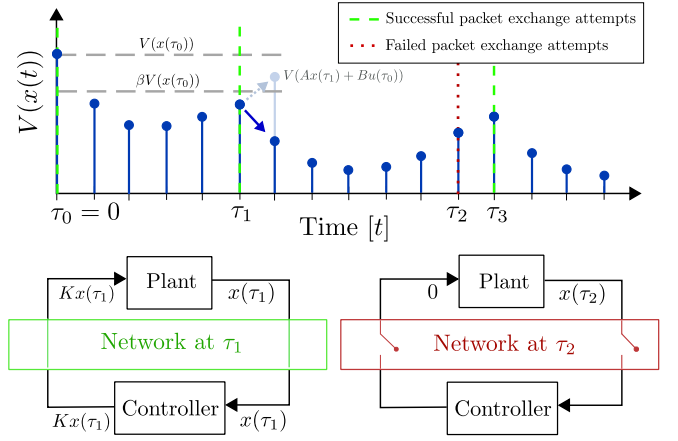 Successful packet exchange attempts
Failed packet exchange attempts
V(x(t))
V(x(τ₀))
βV(x(τ₀))
V(Ax(τ₁) + Bu(τ₀))
τ₀ = 0
τ₁
τ₂
τ₃
Time [t]
Plant
Kx(τ₁)
x(τ₁)
Network at τ₁
Controller
Kx(τ₁)
x(τ₁)
Plant
0
x(τ₂)
Network at τ₂
Controller